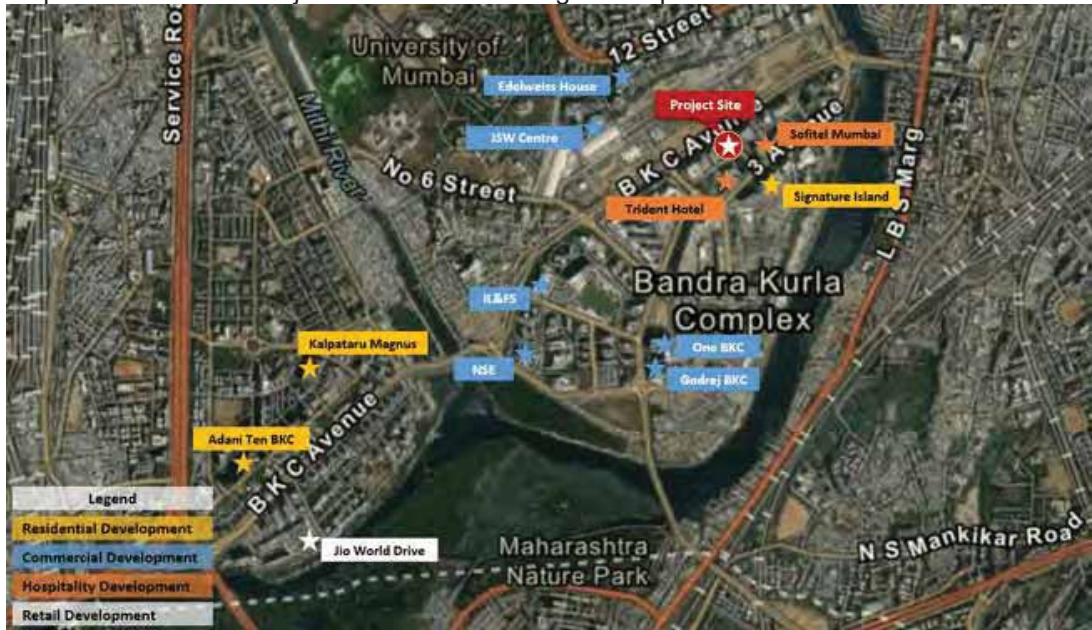 University of
Mumbai
12 Street
Service Roa
Edelweiss House
Project Site
Mithi River
JSW Centre
B K C Avenue
3 Avenue
Sofitel Mumbai
No 6 Street
Trident Hotel
Signature Island
L B S Marg
IL&FS
Bandra Kurla
Complex
Kalpataru Magnus
NSE
One BKC
Godrej BKC
Adani Ten BKC
B K C Avenue
Legend
Residential Development
Commercial Development
Hospitality Development
Retail Development
Jio World Drive
Maharashtra
Nature Park
N S Mankikar Road